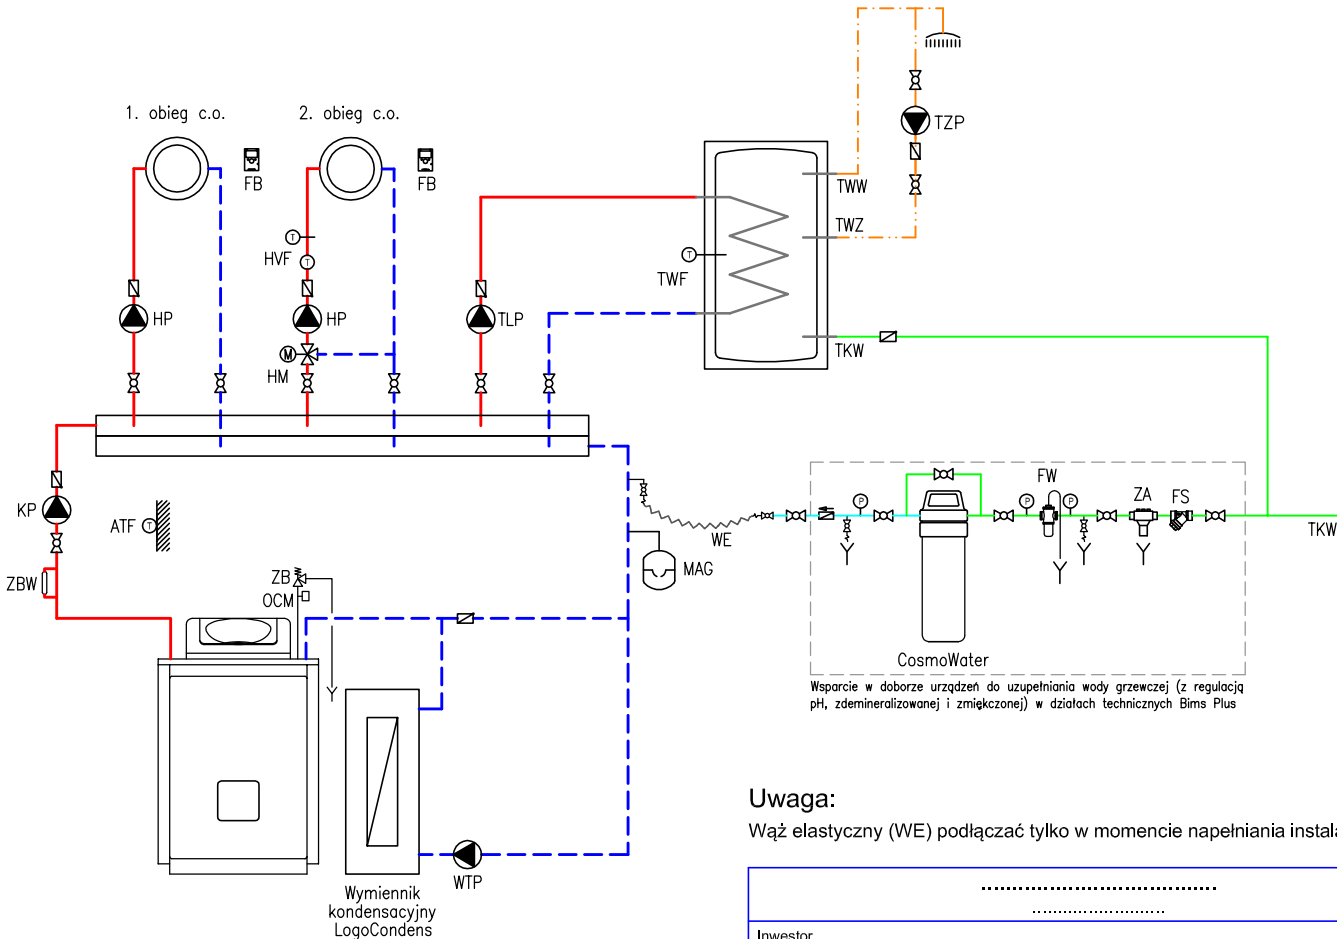 1. obieg c.o.
2. obieg c.o.
FB
FB
TZP
TWW
TWZ
HVF
T
T
T
TWF
HP
HP
TLP
M
HM
TKW
KP
ATF
T
ZBW
ZB
OCM
MAG
WE
P
FW
P
P
ZA
FS
TKW
CosmoWater
Wsparcie w doborze urządzeń do uzupełniania wody grzewczej (z regulacją
pH, zdemineralizowanej i zmiękczonej) w działach technicznych Bims Plus
WTP
Wymiennik
kondensacyjny
LogoCondens
Uwaga:
Wąż elastyczny (WE) podłączać tylko w momencie napełniania
Inwestor